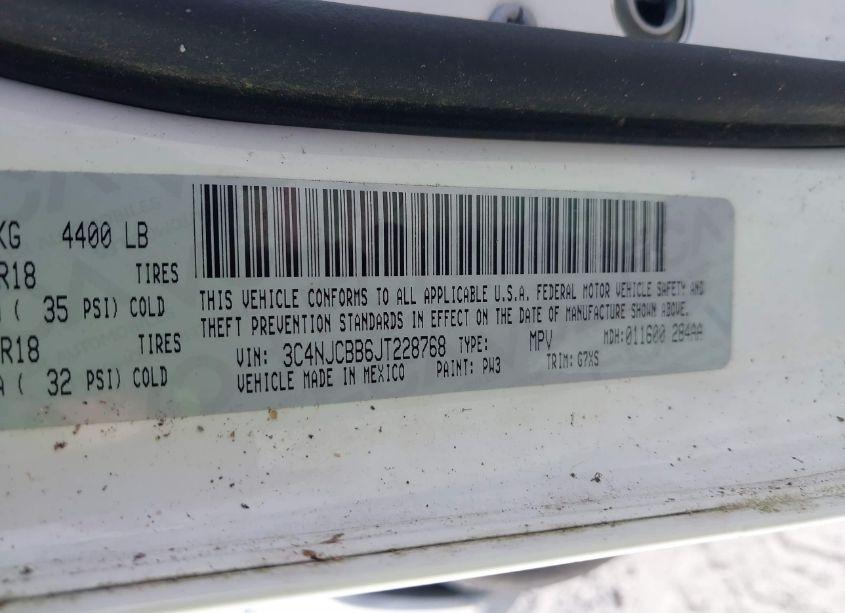 KG 4400 LB
R18 TIRES
( 35 PSI) COLD
R18 TIRES
( 32 PSI) COLD
THIS VEHICLE CONFORMS TO ALL APPLICABLE U.S.A. FEDERAL MOTOR VEHICLE SAFETY AND
THEFT PREVENTION STANDARDS IN EFFECT ON THE DATE OF MANUFACTURE SHOWN ABOVE.
VIN: 3C4NJCBB6JT228768 TYPE: MPV MDH:011600 284AA
VEHICLE MADE IN MEXICO PAINT: PW3 TRIM: G7XS